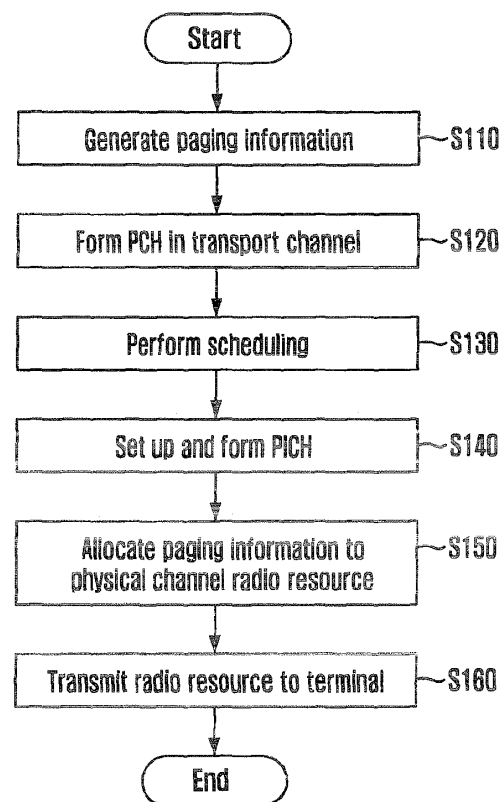 Start
Generate paging information
S110
Form PCH in transport channel
S120
Perform scheduling
S130
Set up and form PICH
S140
Allocate paging information to
physical channel radio resource
S150
Transmit radio resource to terminal
S160
End